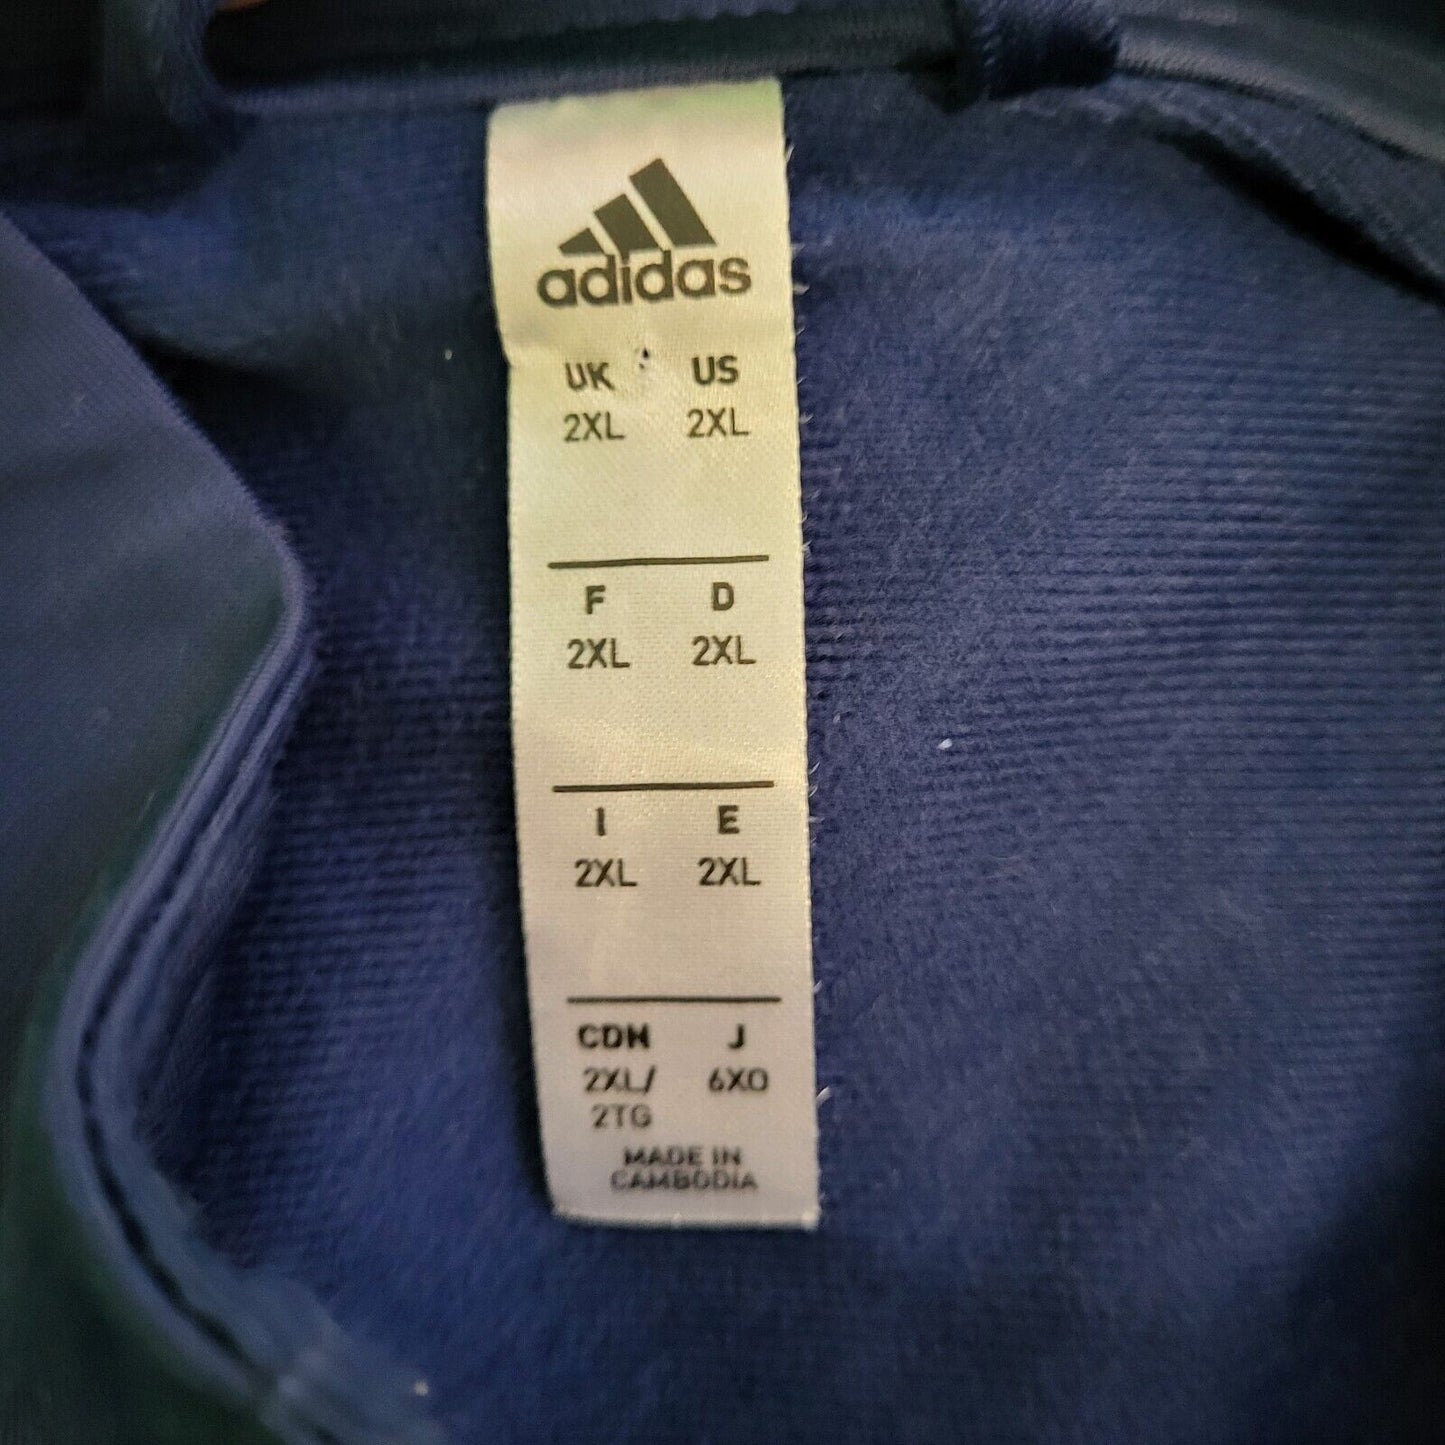 adidas
UK US
2XL 2XL
F D
2XL 2XL
I E
2XL 2XL
CDN J
2XL/ 6XO
2TG
MADE IN
CAMBODIA